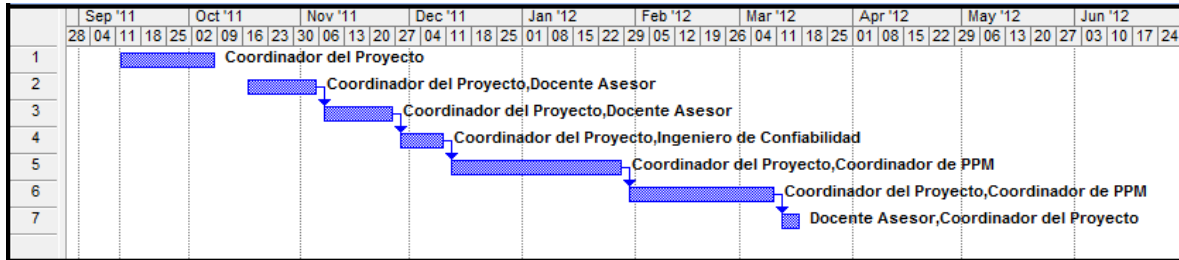 Sep '11 Oct '11 Nov '11 Dec '11 Jan '12 Feb '12 Mar '12 Apr '12 May '12 Jun '12
28 04 11 18 25 02 09 16 23 30 06 13 20 27 04 11 18 25 01 08 15 22 29 05 12 19 26 04 11 18 25 01 08 15 22 29 06 13 20 27 03 10 17 24
1 Coordinador del Proyecto
2 Coordinador del Proyecto,Docente Asesor
3 Coordinador del Proyecto,Docente Asesor
4 Coordinador del Proyecto,Ingeniero de Confiabilidad
5 Coordinador del Proyecto,Coordinador de PPM
6 Coordinador del Proyecto,Coordinador de PPM
7 Docente Asesor,Coordinador del Proyecto